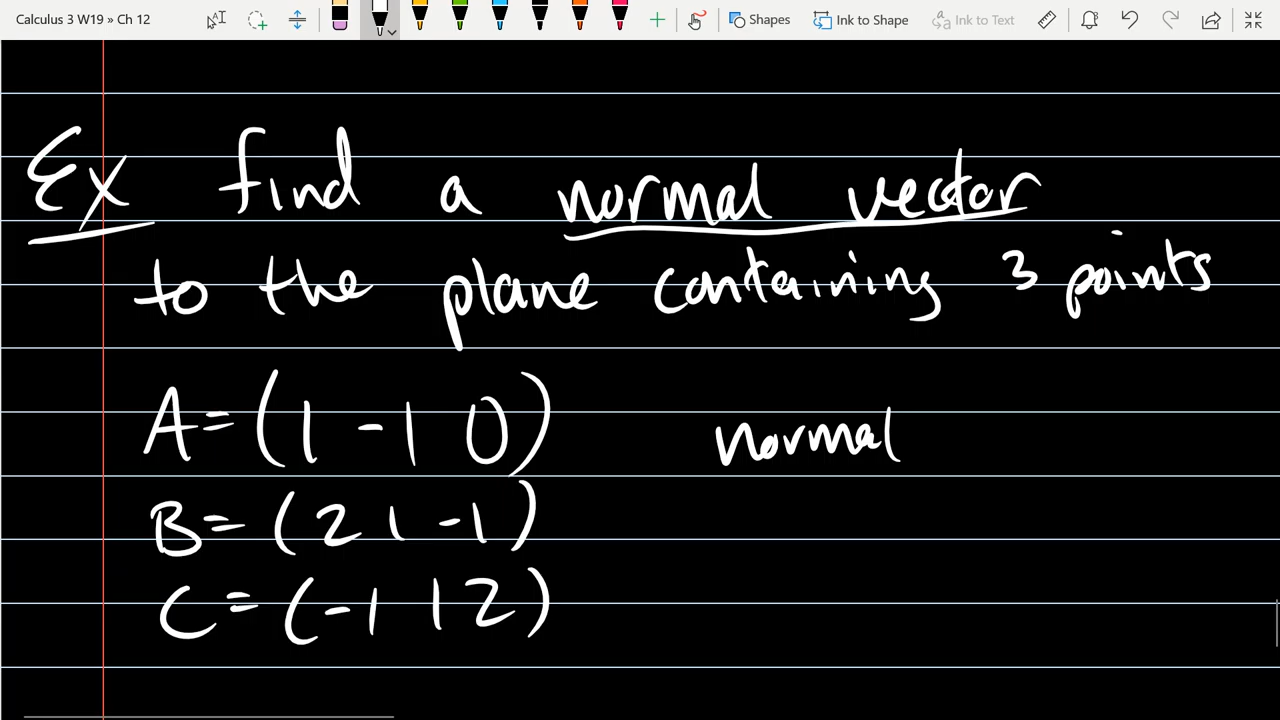 Calculus 3 W19 » Ch 12
Shapes
Ink to Shape
Ink to Text
Ex find a normal vector
to the plane containing 3 points
A = (1 -1 0)
normal
B = (2 1 -1)
C = (-1 1 2)